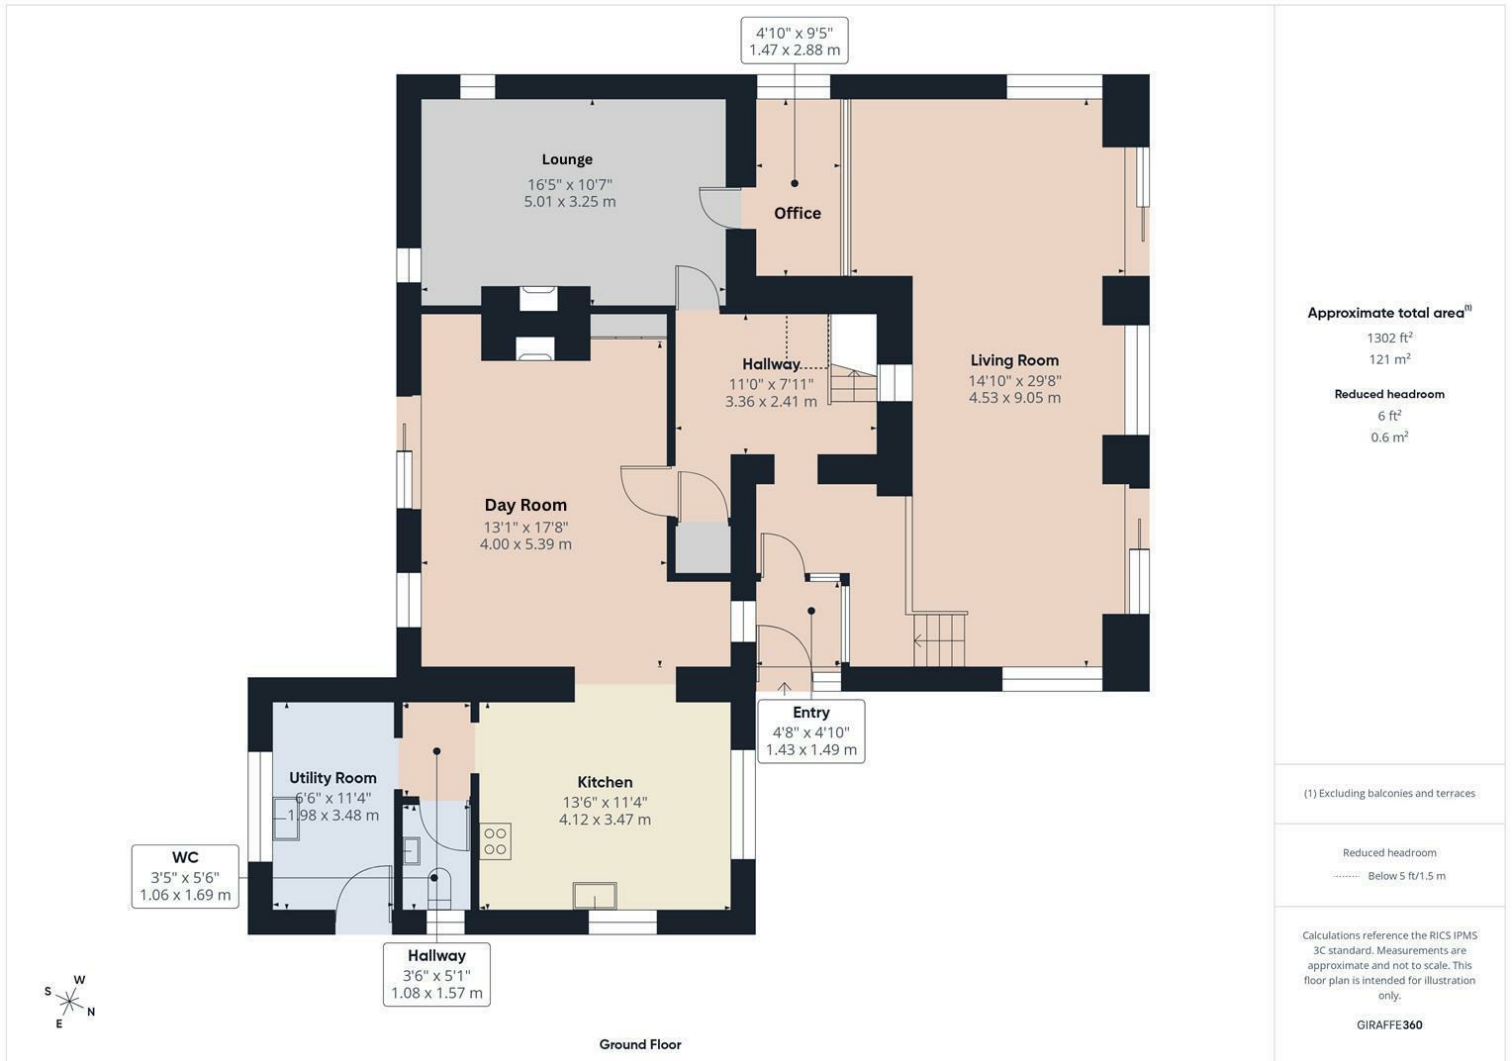 4'10" x 9'5"
1.47 x 2.88 m
Lounge
16'5" x 10'7"
5.01 x 3.25 m
Office
Hallway
11'0" x 7'11"
3.36 x 2.41 m
Living Room
14'10" x 29'8"
4.53 x 9.05 m
Day Room
13'1" x 17'8"
4.00 x 5.39 m
Entry
4'8" x 4'10"
1.43 x 1.49 m
Utility Room
6'6" x 11'4"
1.98 x 3.48 m
Kitchen
13'6" x 11'4"
4.12 x 3.47 m
WC
3'5" x 5'6"
1.06 x 1.69 m
Hallway
3'6" x 5'1"
1.08 x 1.57 m
W
S
N
E
Ground Floor
Approximate total area(1)
1302 ft²
121 m²
Reduced headroom
6 ft²
0.6 m²
(1) Excluding balconies and terraces
Reduced headroom
Below 5 ft/1.5 m
Calculations reference the RICS IPMS
3C standard. Measurements are
approximate and not to scale. This
floor plan is intended for illustration
only.
GIRAFFE360